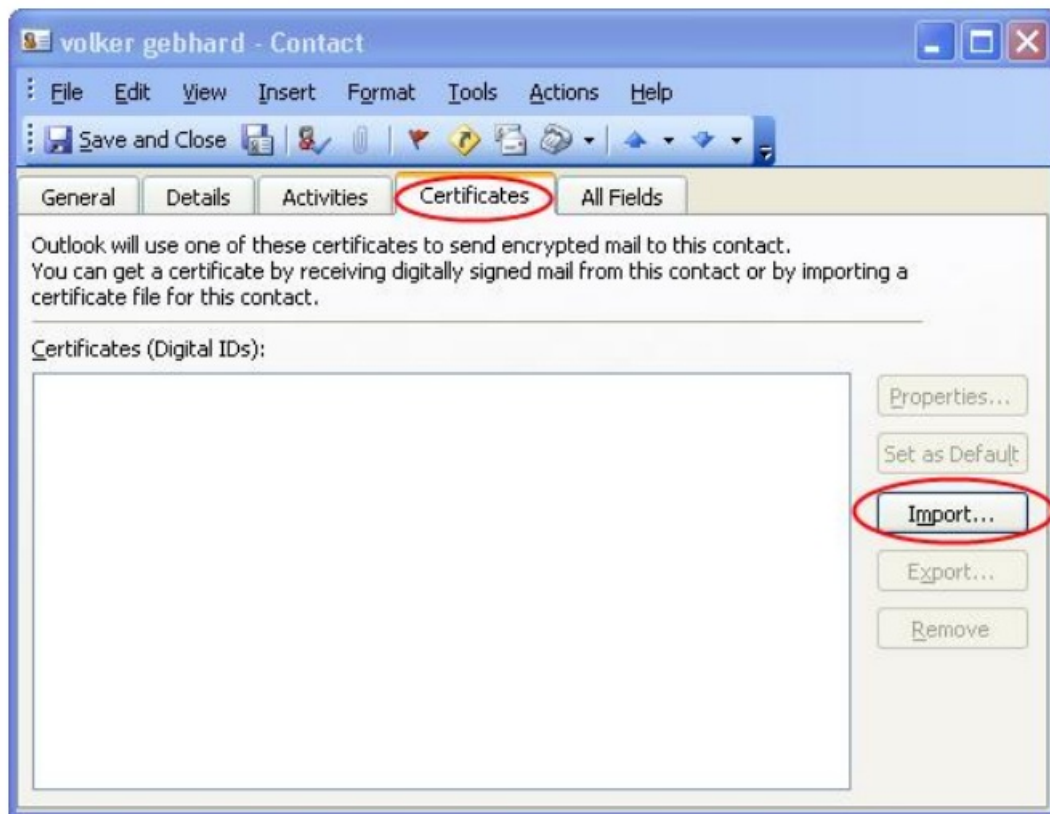 volker gebhard - Contact
File Edit View Insert Format Tools Actions Help
Save and Close
General Details Activities Certificates All Fields
Outlook will use one of these certificates to send encrypted mail to this contact.
You can get a certificate by receiving digitally signed mail from this contact or by importing a
certificate file for this contact.
Certificates (Digital IDs):
Properties...
Set as Default
Import...
Export...
Remove